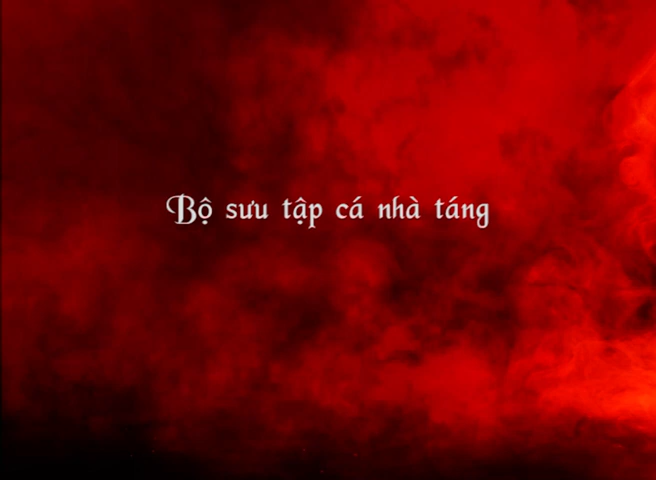 Bộ sưu tập cá nhà táng